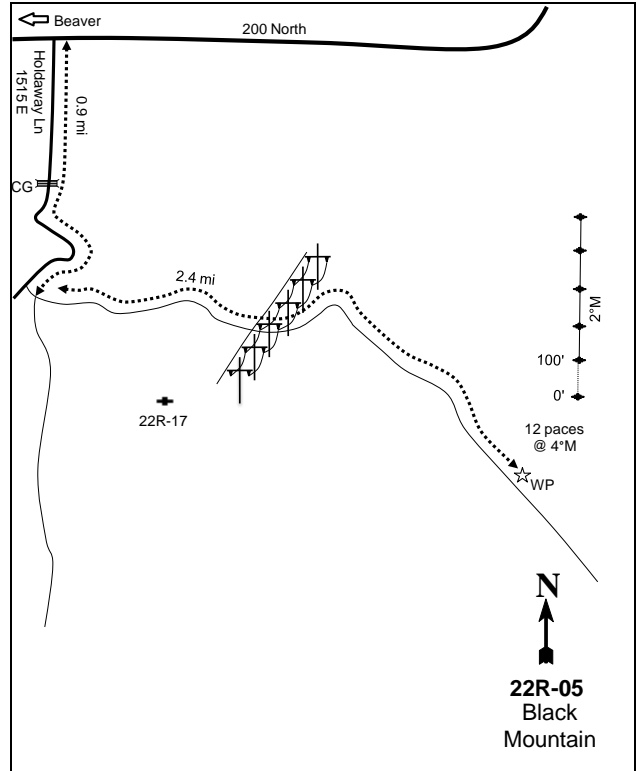 Beaver
200 North
Holdaway Ln
1515 E
0.9 mi
CG
2.4 mi
2°M
100'
0'
22R-17
12 paces
@ 4°M
WP
N
22R-05
Black
Mountain